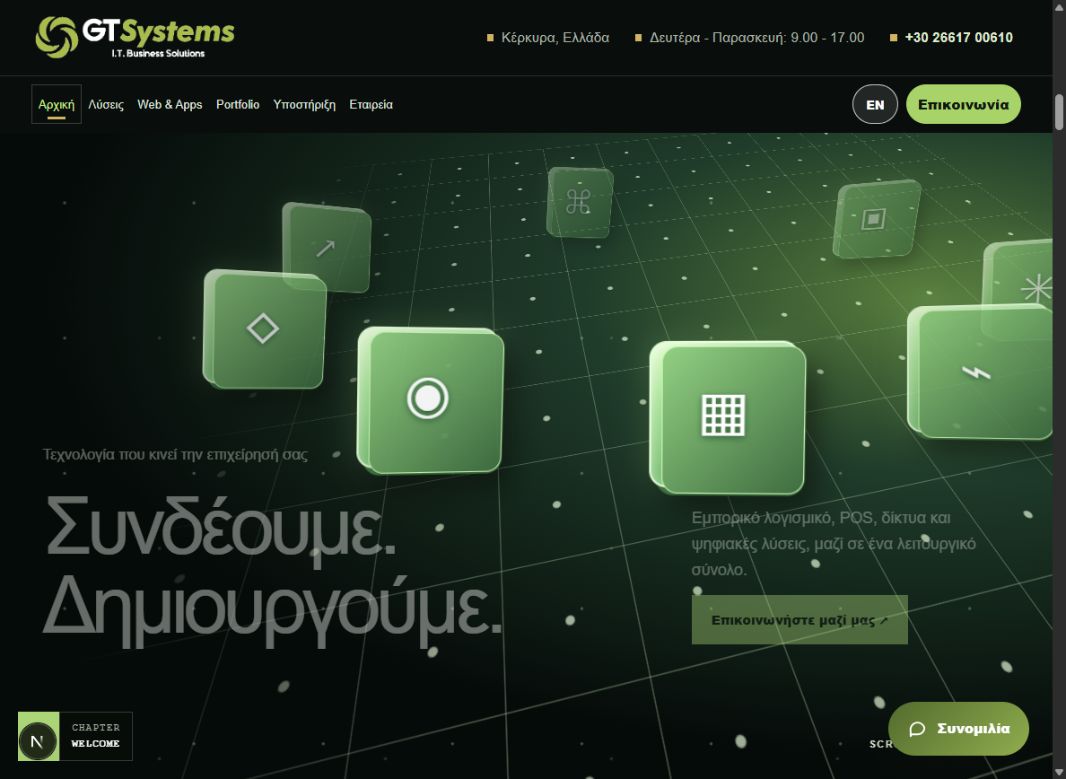 GTSystems
I.T. Business Solutions
Κέρκυρα, Ελλάδα
Δευτέρα - Παρασκευή: 9.00 - 17.00
+30 26617 00610
Αρχική
Λύσεις
Web & Apps
Portfolio
Υποστήριξη
Εταιρεία
EN
Επικοινωνία
Τεχνολογία που κινεί την επιχείρησή σας
Συνδέουμε.
Δημιουργούμε.
Εμπορικό λογισμικό, POS, δίκτυα και
ψηφιακές λύσεις, μαζί σε ένα λειτουργικό
σύνολο.
Επικοινωνήστε μαζί μας ↗
N
CHAPTER
WELCOME
Συνομιλία